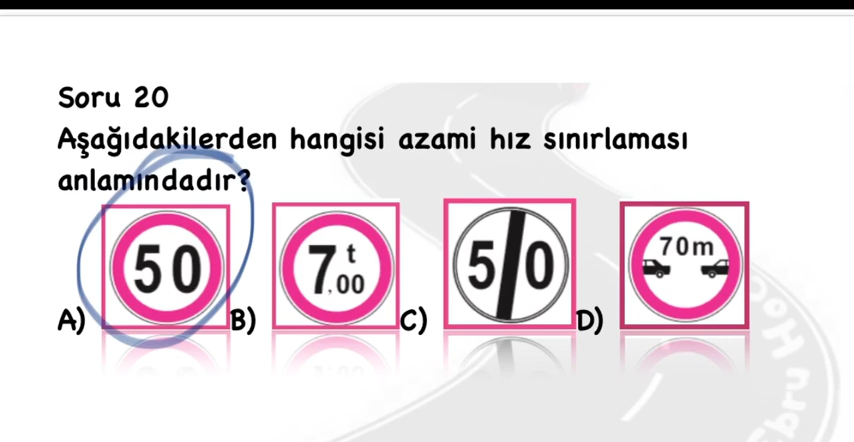 Soru 20
Aşağıdakilerden hangisi azami hız sınırlaması
anlamındadır?
A) 50 B) 7.00 t C) 50 D) 70m